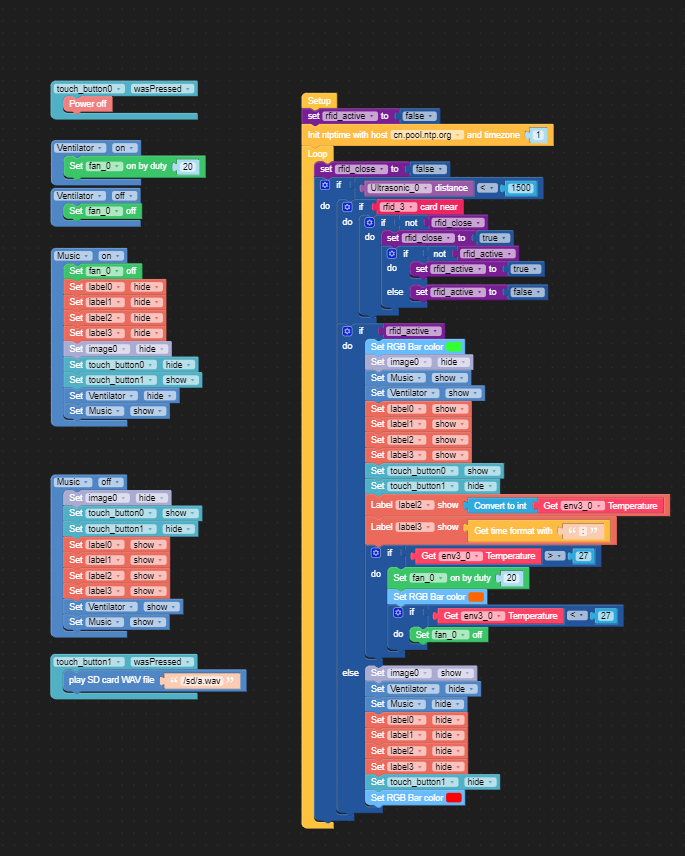 touch_button0 wasPressed
Power off
Ventilator on
Set fan_0 on by duty 20
Ventilator off
Set fan_0 off
Music on
Set fan_0 off
Set label0 hide
Set label1 hide
Set label2 hide
Set label3 hide
Set image0 hide
Set touch_button0 hide
Set touch_button1 show
Set Ventilator hide
Set Music show
Music off
Set image0 hide
Set touch_button0 show
Set touch_button1 hide
Set label0 show
Set label1 show
Set label2 show
Set label3 show
Set Ventilator show
Set Music show
touch_button1 wasPressed
play SD card WAV file “ /sd/a.wav ”
Setup
set rfid_active to false
Init ntptime with host cn.pool.ntp.org and timezone 1
Loop
set rfid_close to false
if Ultrasonic_0 distance < 1500
do if rfid_3 card near
do if not rfid_close
do set rfid_close to true
if not rfid_active
do set rfid_active to true
else set rfid_active to false
if rfid_active
do Set RGB Bar color
Set image0 hide
Set Music show
Set Ventilator show
Set label0 show
Set label1 show
Set label2 show
Set label3 show
Set touch_button0 show
Set touch_button1 hide
Label label2 show Convert to int Get env3_0 Temperature
Label label3 show Get time format with “ : ”
if Get env3_0 Temperature > 27
do Set fan_0 on by duty 20
Set RGB Bar color
if Get env3_0 Temperature < 27
do Set fan_0 off
else Set image0 show
Set Ventilator hide
Set Music hide
Set label0 hide
Set label1 hide
Set label2 hide
Set label3 hide
Set touch_button1 hide
Set RGB Bar color